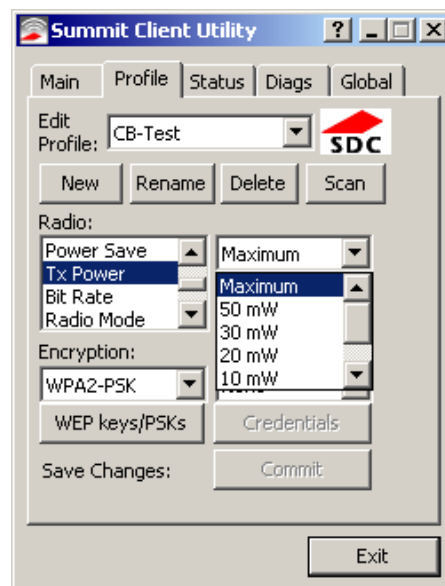 Summit Client Utility
Main Profile Status Diags Global
Edit
Profile: CB-Test
SDC
New Rename Delete Scan
Radio:
Power Save Maximum
Tx Power Maximum
Bit Rate 50 mW
Radio Mode 30 mW
20 mW
10 mW
Encryption:
WPA2-PSK
WEP keys/PSKs Credentials
Save Changes: Commit
Exit